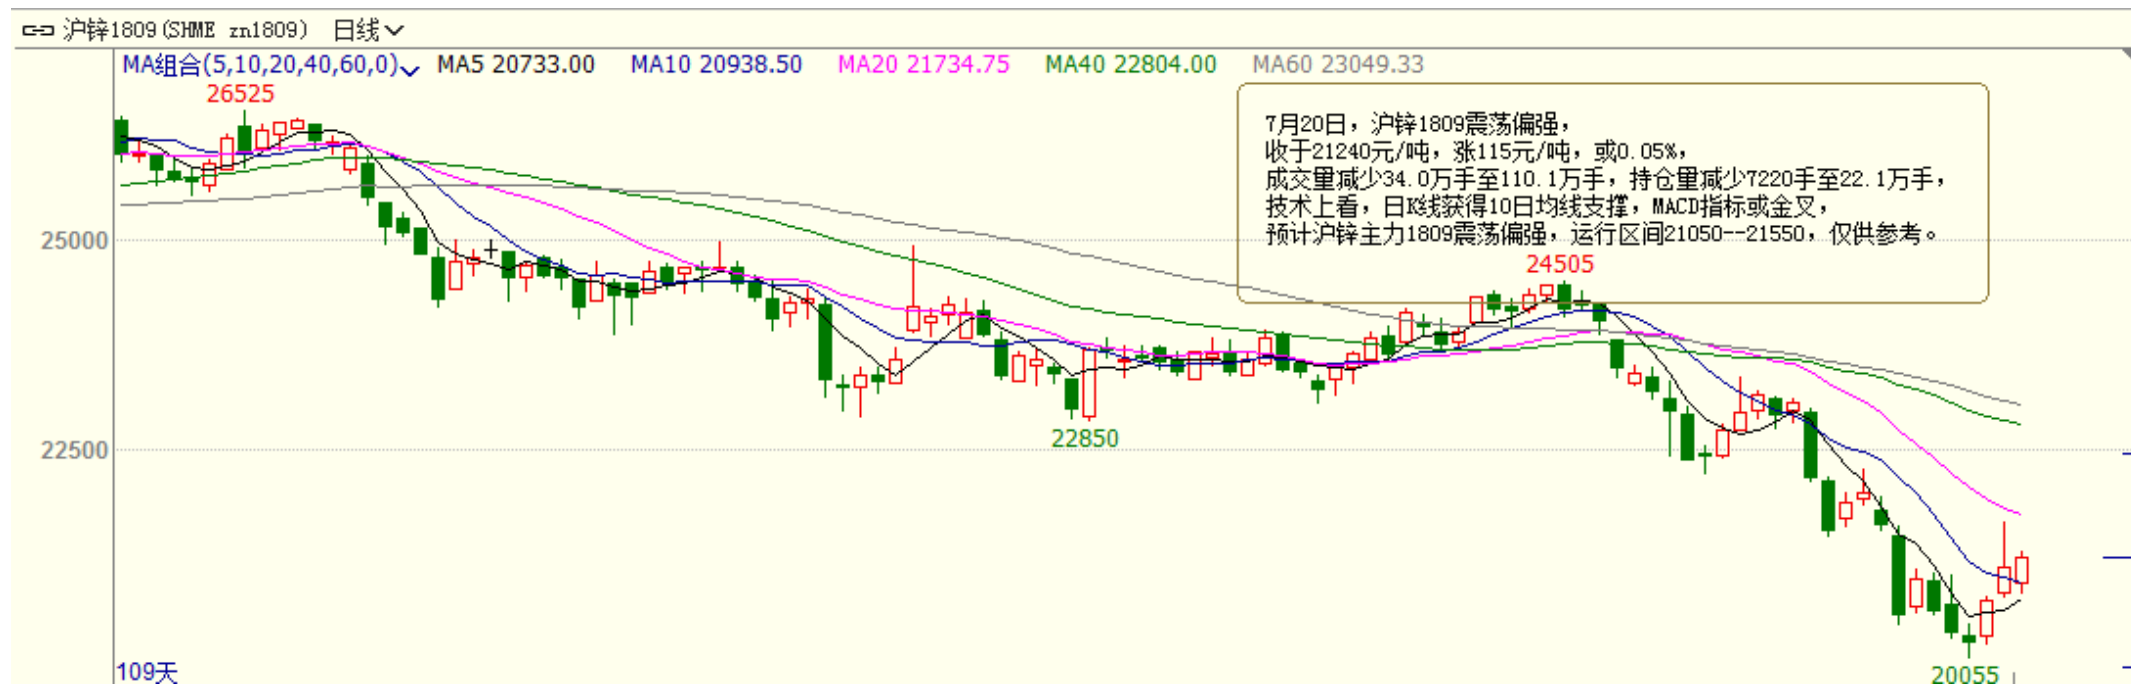 沪锌1809(SHME zn1809) 日线
MA组合(5,10,20,40,60,0) MA5 20733.00 MA10 20938.50 MA20 21734.75 MA40 22804.00 MA60 23049.33
26525
7月20日，沪锌1809震荡偏强，
收于21240元/吨，涨115元/吨，或0.05%，
成交量减少34.0万手至110.1万手，持仓量减少7220手至22.1万手，
技术上看，日K线获得10日均线支撑，MACD指标或金叉，
预计沪锌主力1809震荡偏强，运行区间21050--21550，仅供参考。
25000
24505
22850
22500
109天
20055